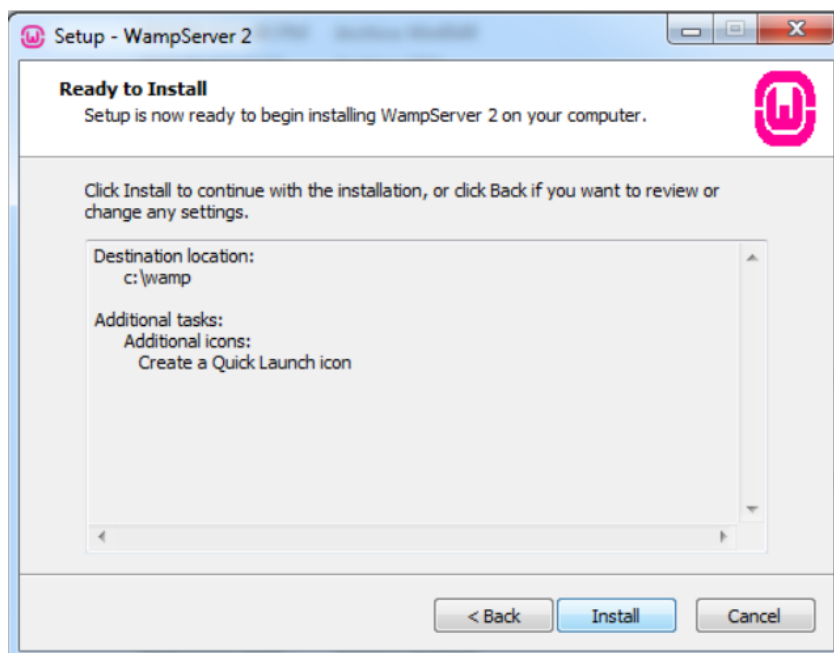 Setup - WampServer 2
Ready to Install
Setup is now ready to begin installing WampServer 2 on your computer.
Click Install to continue with the installation, or click Back if you want to review or
change any settings.
Destination location:
c:\wamp
Additional tasks:
Additional icons:
Create a Quick Launch icon
< Back
Install
Cancel